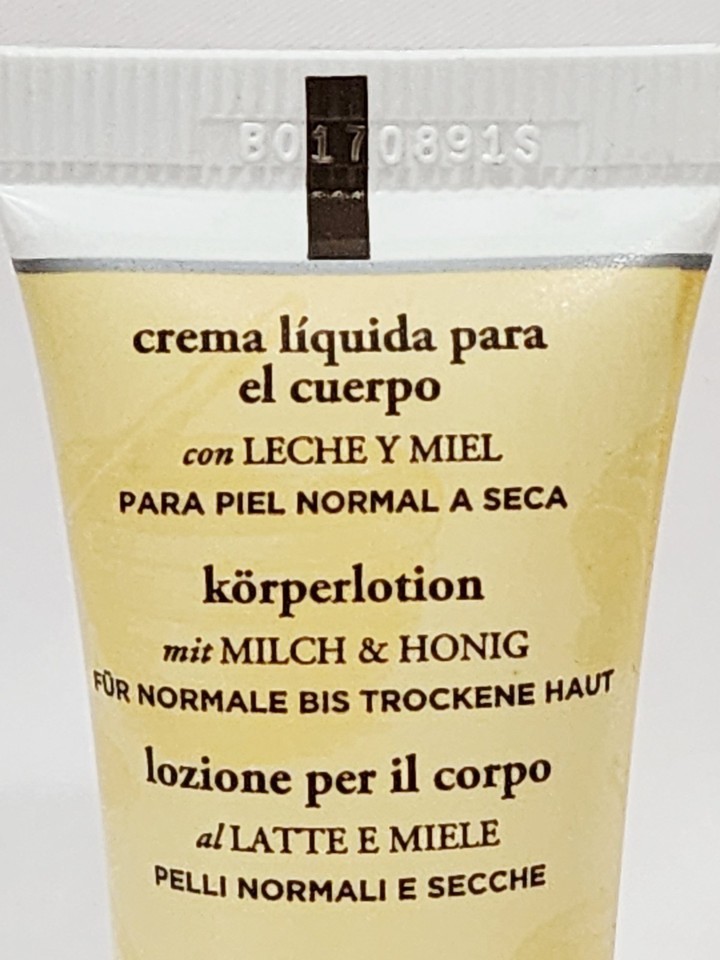 B0170891S
crema líquida para
el cuerpo
con LECHE Y MIEL
PARA PIEL NORMAL A SECA
körperlotion
mit MILCH & HONIG
FÜR NORMALE BIS TROCKENE HAUT
lozione per il corpo
al LATTE E MIELE
PELLI NORMALI E SECCHE